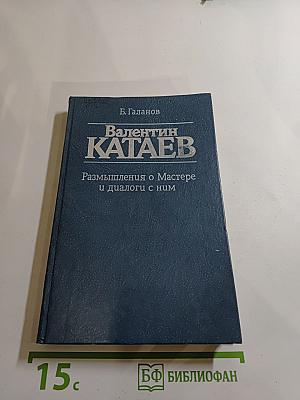 Б. Галанов
Валентин
КАТАЕВ
Размышления о Мастере
и диалоги с ним
15с
БФ БИБЛИОФАН